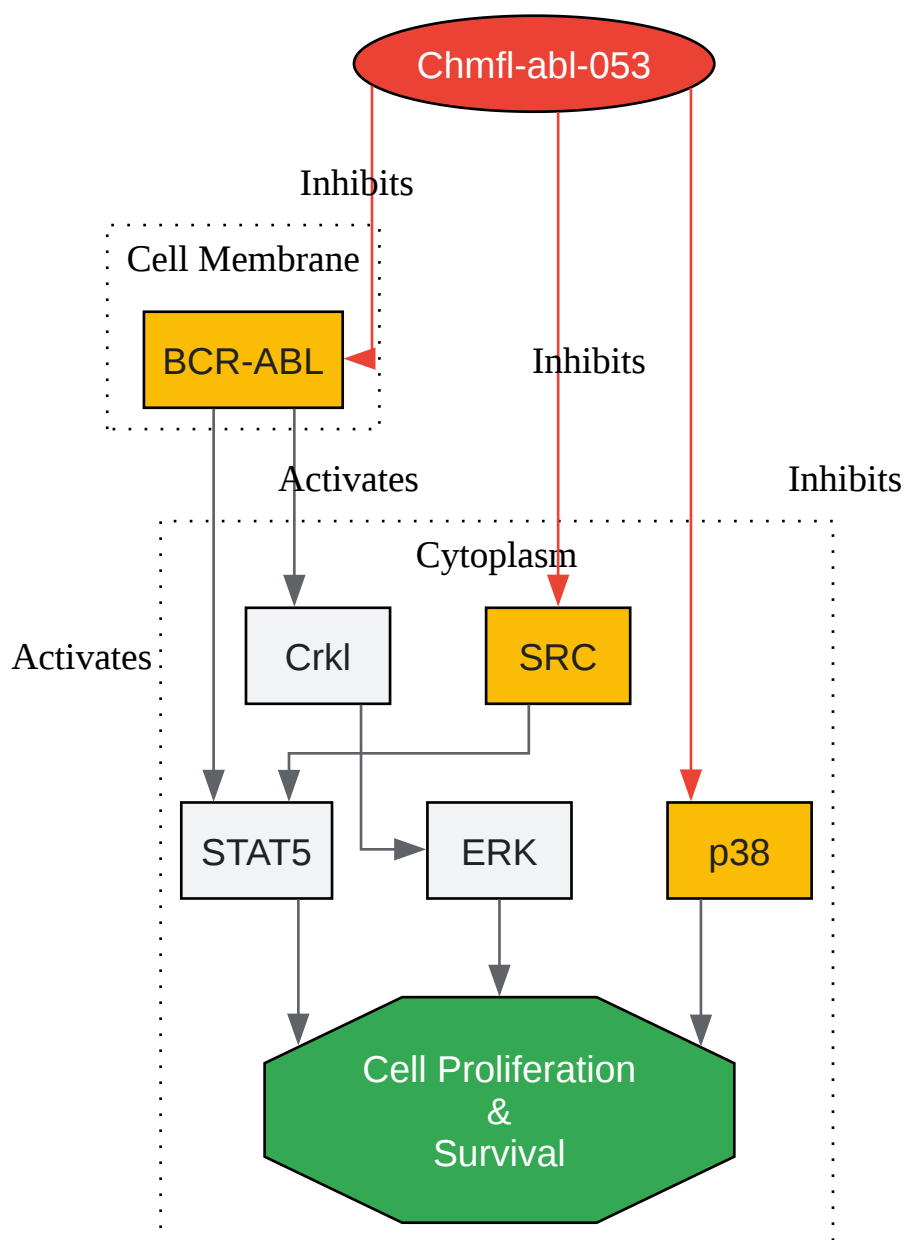 Chmfl-abl-053
Inhibits
Cell Membrane
BCR-ABL
Inhibits
Activates
Inhibits
Cytoplasm
Activates
Crkl
SRC
STAT5
ERK
p38
Cell Proliferation
&
Survival